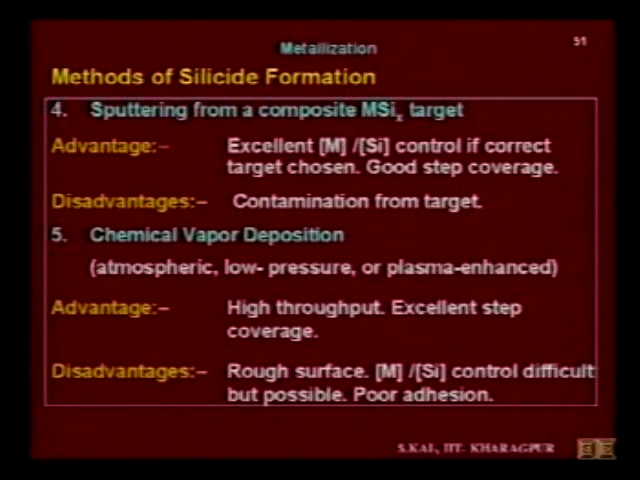 51
Metallization
Methods of Silicide Formation
4. Sputtering from a composite MSiₓ target
Advantage:– Excellent [M] /[Si] control if correct
target chosen. Good step coverage.
Disadvantages:– Contamination from target.
5. Chemical Vapor Deposition
(atmospheric, low- pressure, or plasma-enhanced)
Advantage:– High throughput. Excellent step
coverage.
Disadvantages:– Rough surface. [M] /[Si] control difficult
but possible. Poor adhesion.
S.KAL, IIT- KHARAGPUR